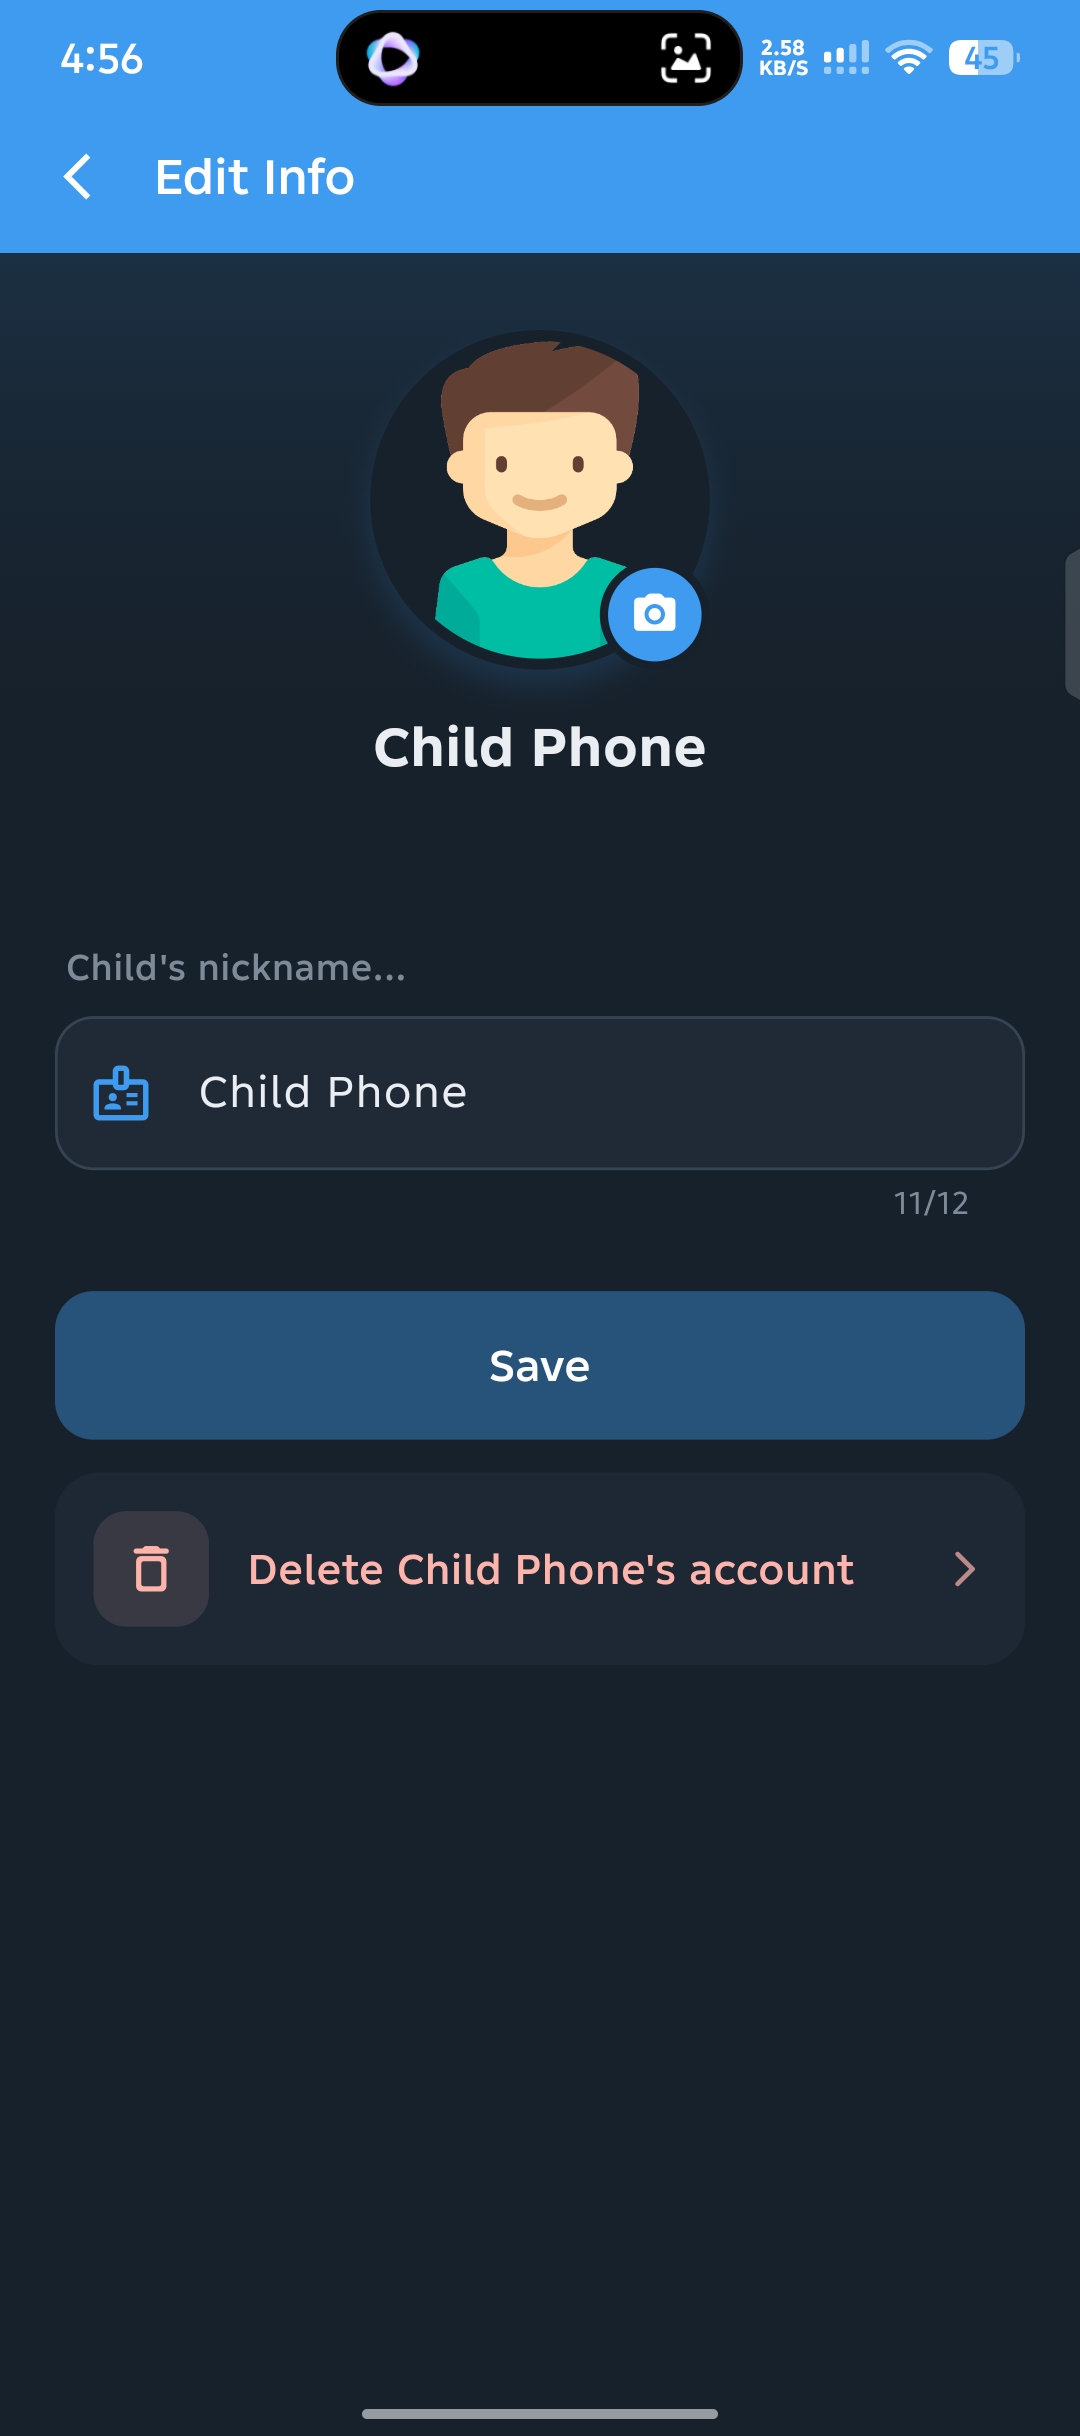 4:56
2.58
KB/S
45
Edit Info
Child Phone
Child's nickname...
Child Phone
11/12
Save
Delete Child Phone's account